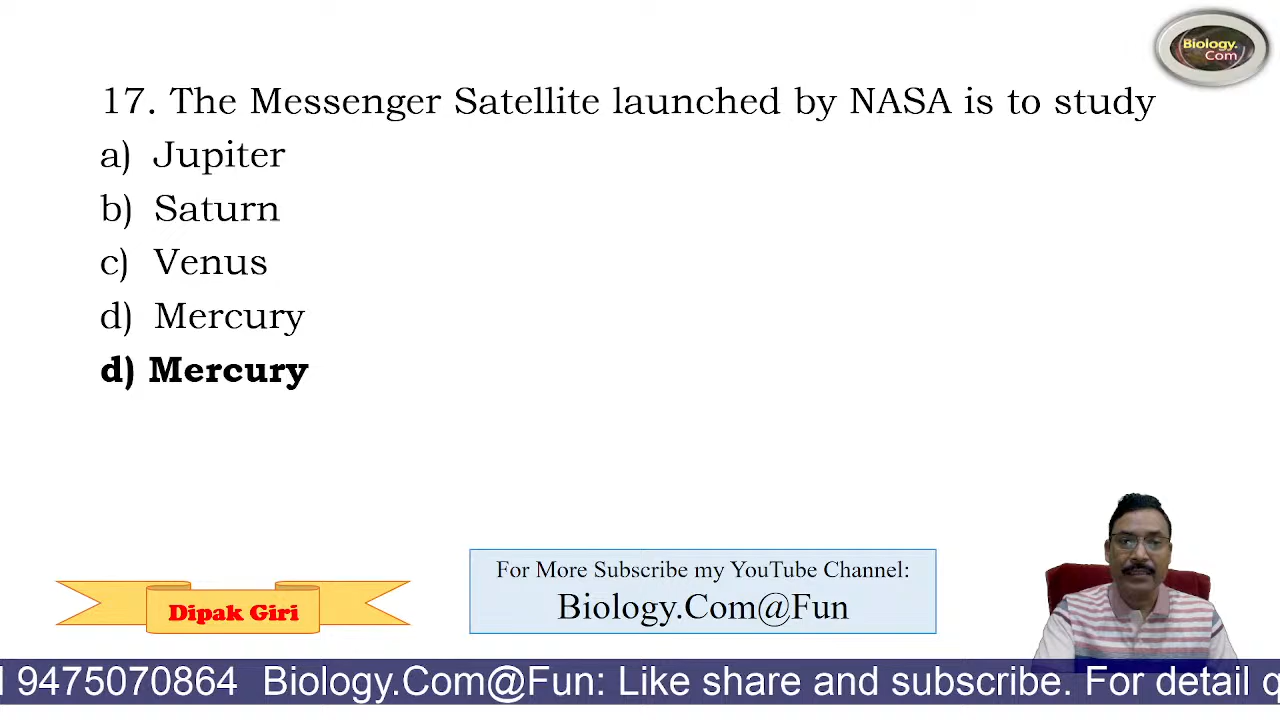 Biology.
Com
17. The Messenger Satellite launched by NASA is to study
a) Jupiter
b) Saturn
c) Venus
d) Mercury
d) Mercury
For More Subscribe my YouTube Channel:
Biology.Com@Fun
Dipak Giri
9475070864 Biology.Com@Fun: Like share and subscribe. For detail